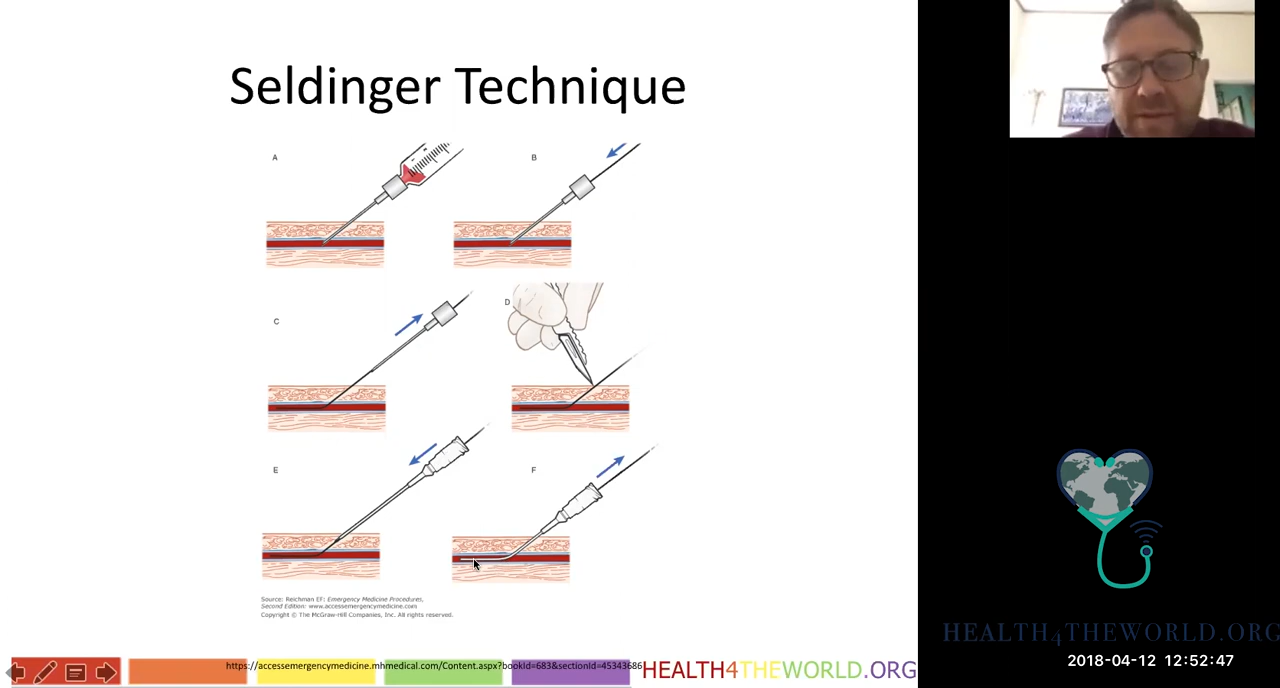 Seldinger Technique
A
B
C
D
E
F
Source: Reichman EF: Emergency Medicine Procedures,
Second Edition: www.accessemergencymedicine.com
Copyright © The McGraw-Hill Companies, Inc. All rights reserved.
https://accessemergencymedicine.mhmedical.com/Content.aspx?bookId=683&sectionId=45343686
HEALTH4THEWORLD.ORG
HEALTH4THEWORLD.ORG
2018-04-12 12:52:47